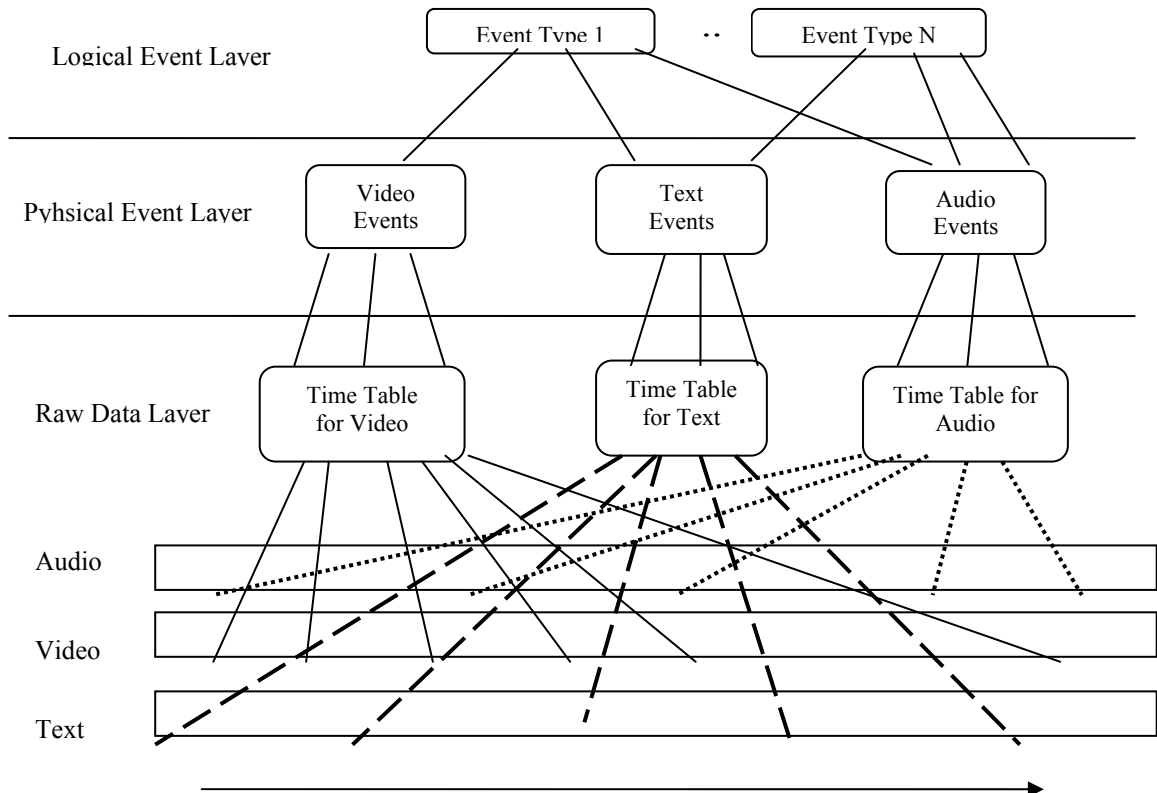 Event Type 1
..
Event Type N
Logical Event Layer
Video
Events
Text
Events
Audio
Events
Pyhsical Event Layer
Time Table
for Video
Time Table
for Text
Time Table for
Audio
Raw Data Layer
Audio
Video
Text